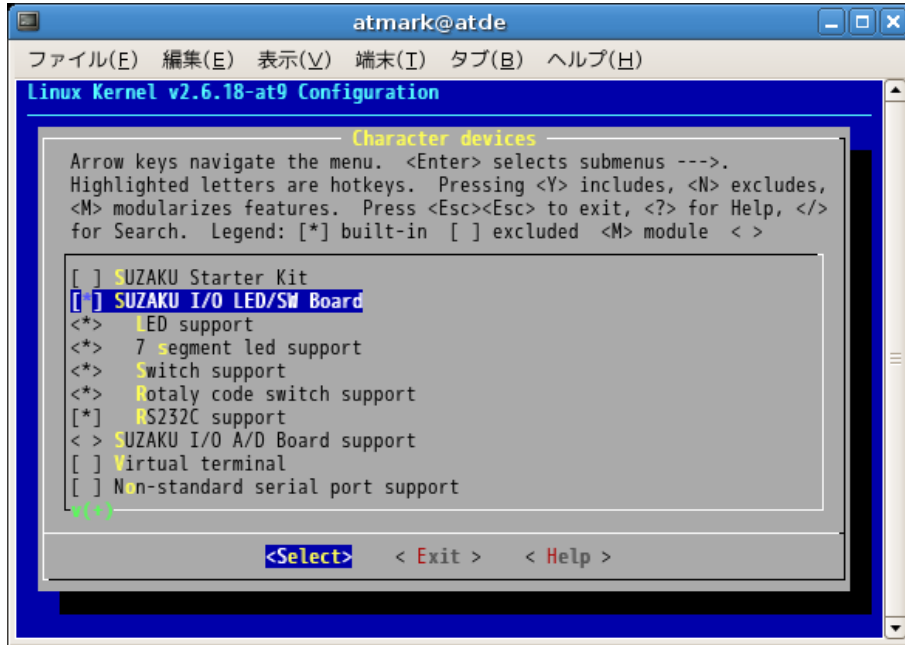 atmark@atde
ファイル(F) 編集(E) 表示(V) 端末(T) タブ(B) ヘルプ(H)
Linux Kernel v2.6.18-at9 Configuration
Character devices
Arrow keys navigate the menu.  <Enter> selects submenus --->.
Highlighted letters are hotkeys.  Pressing <Y> includes, <N> excludes,
<M> modularizes features.  Press <Esc><Esc> to exit, <?> for Help, </>
for Search.  Legend: [*] built-in  [ ] excluded  <M> module  < >
[ ] SUZAKU Starter Kit
[*] SUZAKU I/O LED/SW Board
<*>   LED support
<*>   7 segment led support
<*>   Switch support
<*>   Rotaly code switch support
[*]   RS232C support
< > SUZAKU I/O A/D Board support
[ ] Virtual terminal
[ ] Non-standard serial port support
v(+)
<Select>    < Exit >    < Help >